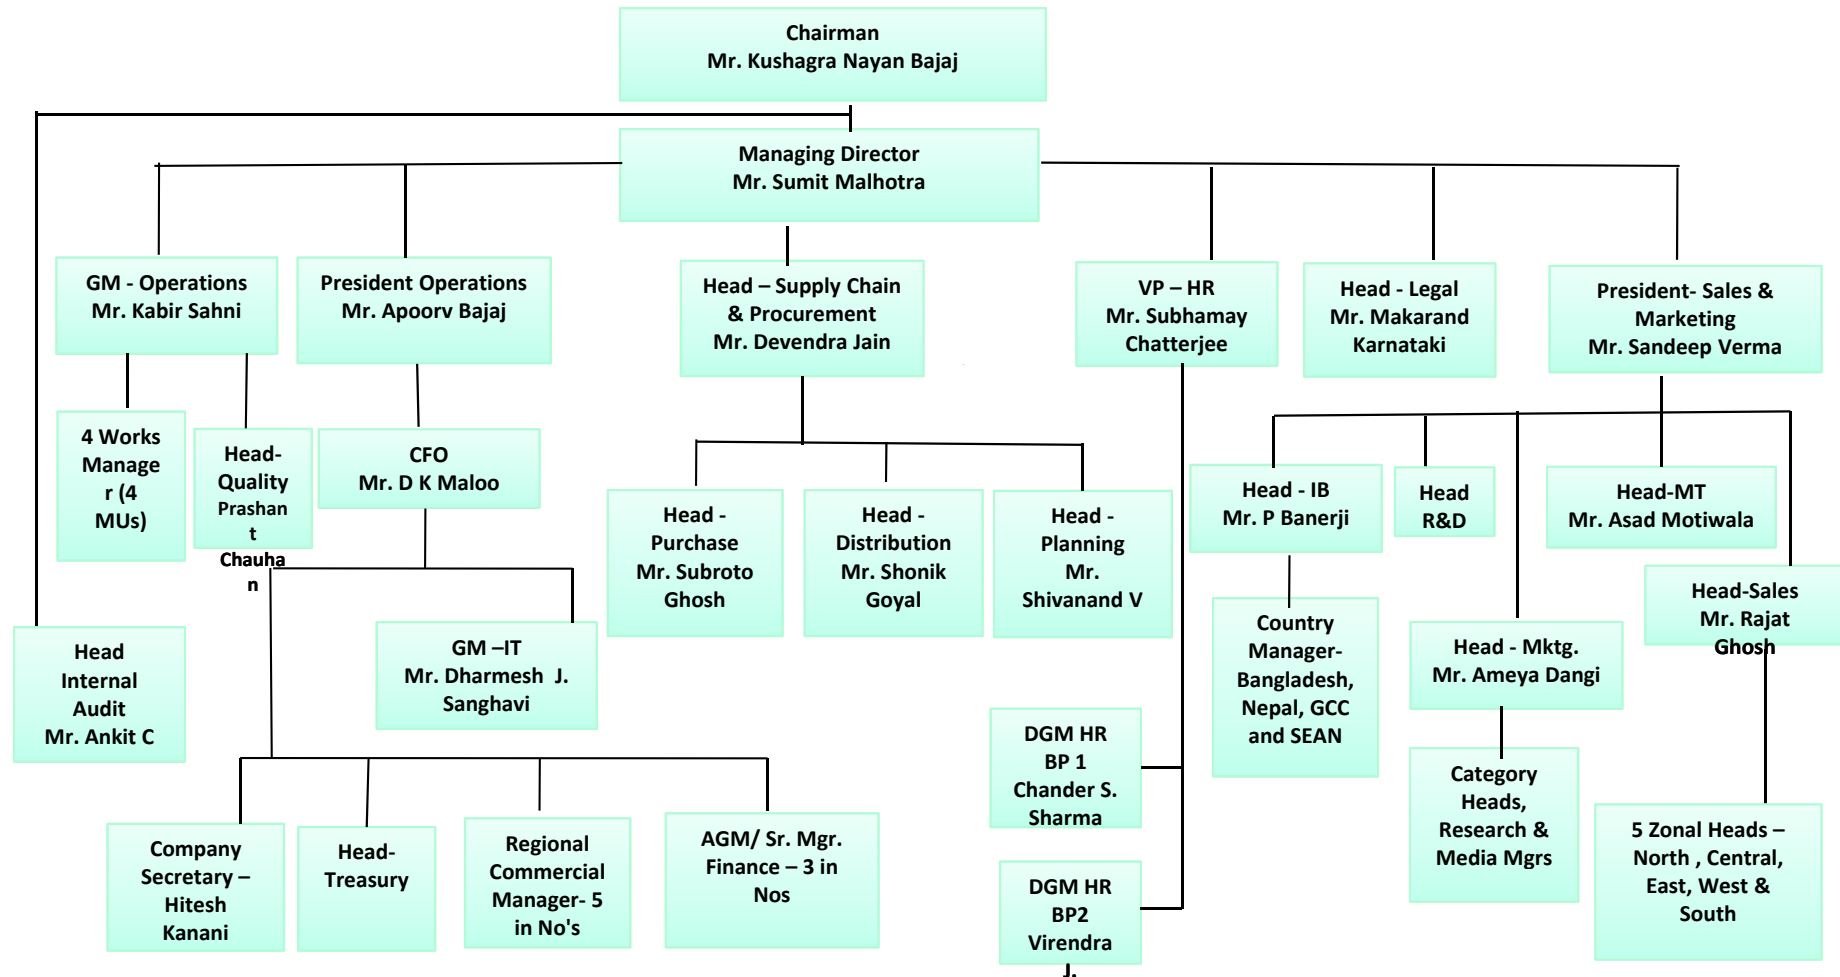 Chairman
Mr. Kushagra Nayan Bajaj
Managing Director
Mr. Sumit Malhotra
GM - Operations
Mr. Kabir Sahni
President Operations
Mr. Apoorv Bajaj
Head – Supply Chain
& Procurement
Mr. Devendra Jain
VP – HR
Mr. Subhamay
Chatterjee
Head - Legal
Mr. Makarand
Karnataki
President- Sales &
Marketing
Mr. Sandeep Verma
4 Works
Manage
r (4
MUs)
Head-
Quality
Prashan
t
Chauha
n
CFO
Mr. D K Maloo
Head -
Purchase
Mr. Subroto
Ghosh
Head -
Distribution
Mr. Shonik
Goyal
Head -
Planning
Mr.
Shivanand V
Head - IB
Mr. P Banerji
Head
R&D
Head-MT
Mr. Asad Motiwala
Head-Sales
Mr. Rajat
Ghosh
Head
Internal
Audit
Mr. Ankit C
GM –IT
Mr. Dharmesh J.
Sanghavi
Country
Manager-
Bangladesh,
Nepal, GCC
and SEAN
Head - Mktg.
Mr. Ameya Dangi
DGM HR
BP 1
Chander S.
Sharma
Category
Heads,
Research &
Media Mgrs
Company
Secretary –
Hitesh
Kanani
Head-
Treasury
Regional
Commercial
Manager- 5
in No's
AGM/ Sr. Mgr.
Finance – 3 in
Nos
DGM HR
BP2
Virendra
J.
5 Zonal Heads –
North , Central,
East, West &
South